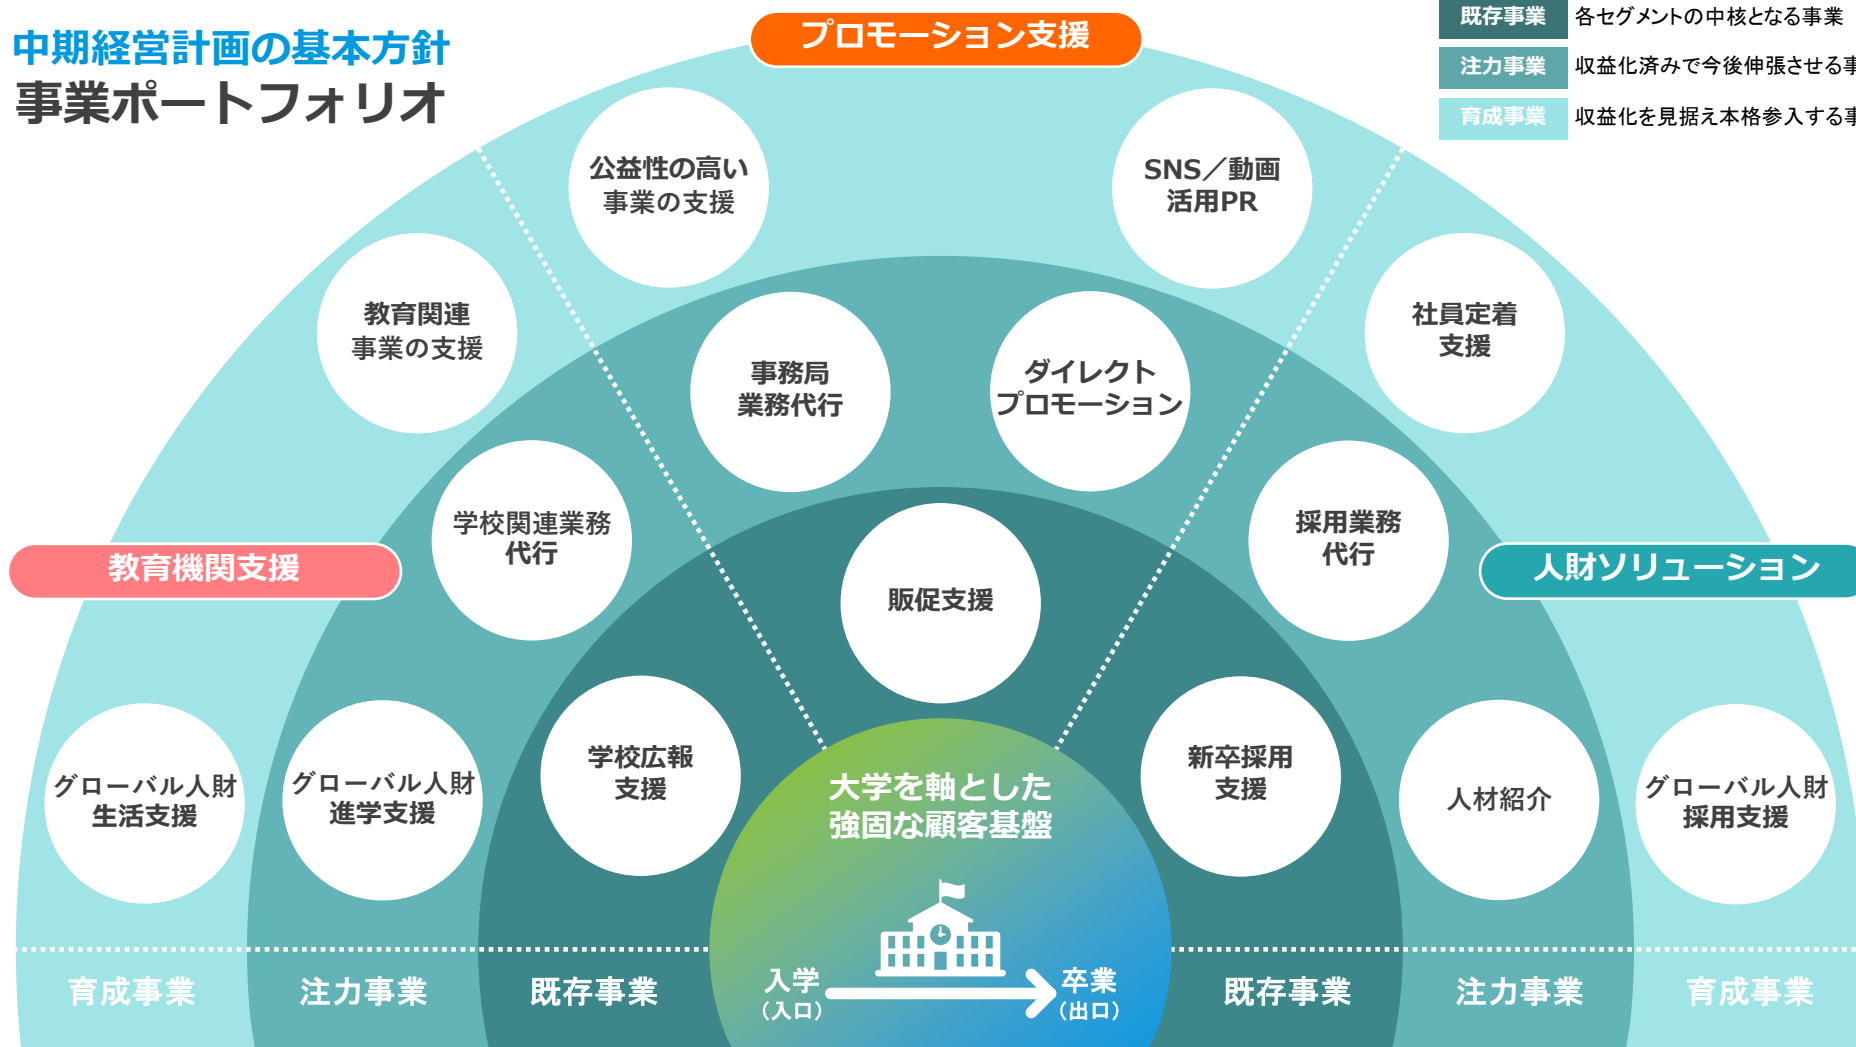 中期経営計画の基本方針
事業ポートフォリオ
プロモーション支援
既存事業 各セグメントの中核となる事業
注力事業 収益化済みで今後伸張させる事
育成事業 収益化を見据え本格参入する事
公益性の高い
事業の支援
SNS／動画
活用PR
教育関連
事業の支援
社員定着
支援
事務局
業務代行
ダイレクト
プロモーション
学校関連業務
代行
採用業務
代行
教育機関支援
人財ソリューション
販促支援
学校広報
支援
新卒採用
支援
グローバル人財
生活支援
グローバル人財
進学支援
大学を軸とした
強固な顧客基盤
人材紹介
グローバル人財
採用支援
入学
（入口）
卒業
（出口）
育成事業
注力事業
既存事業
既存事業
注力事業
育成事業